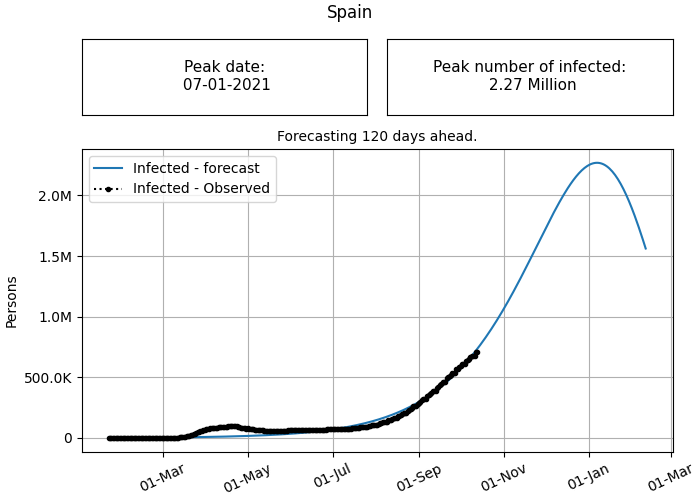 Spain
Peak date:
07-01-2021
Peak number of infected:
2.27 Million
Forecasting 120 days ahead.
Infected - forecast
Infected - Observed
2.0M
1.5M
1.0M
500.0K
0
Persons
01-Mar
01-May
01-Jul
01-Sep
01-Nov
01-Jan
01-Mar